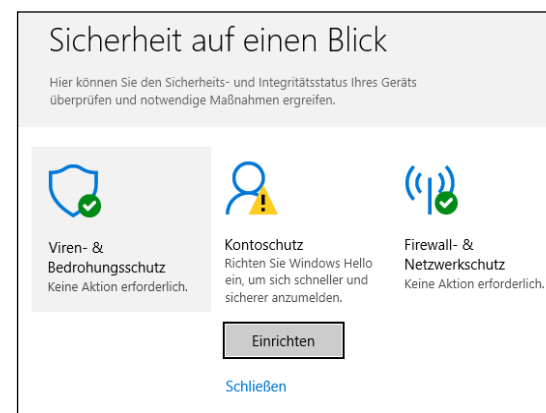 Sicherheit auf einen Blick
Hier können Sie den Sicherheits- und Integritätsstatus Ihres Geräts
überprüfen und notwendige Maßnahmen ergreifen.
Viren- &
Bedrohungsschutz
Keine Aktion erforderlich.
Kontoschutz
Richten Sie Windows Hello
ein, um sich schneller und
sicherer anzumelden.
Einrichten
Schließen
Firewall- &
Netzwerkschutz
Keine Aktion erforderlich.